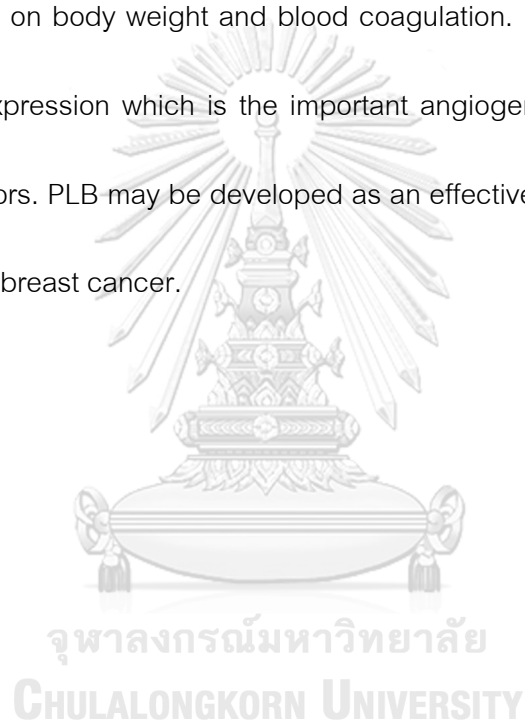 on body weight and blood coagulation.
xpression which is the important angioger
ors. PLB may be developed as an effective
breast cancer.
จุฬาลงกรณ์มหาวิทยาลัย
CHULALONGKORN UNIVERSITY